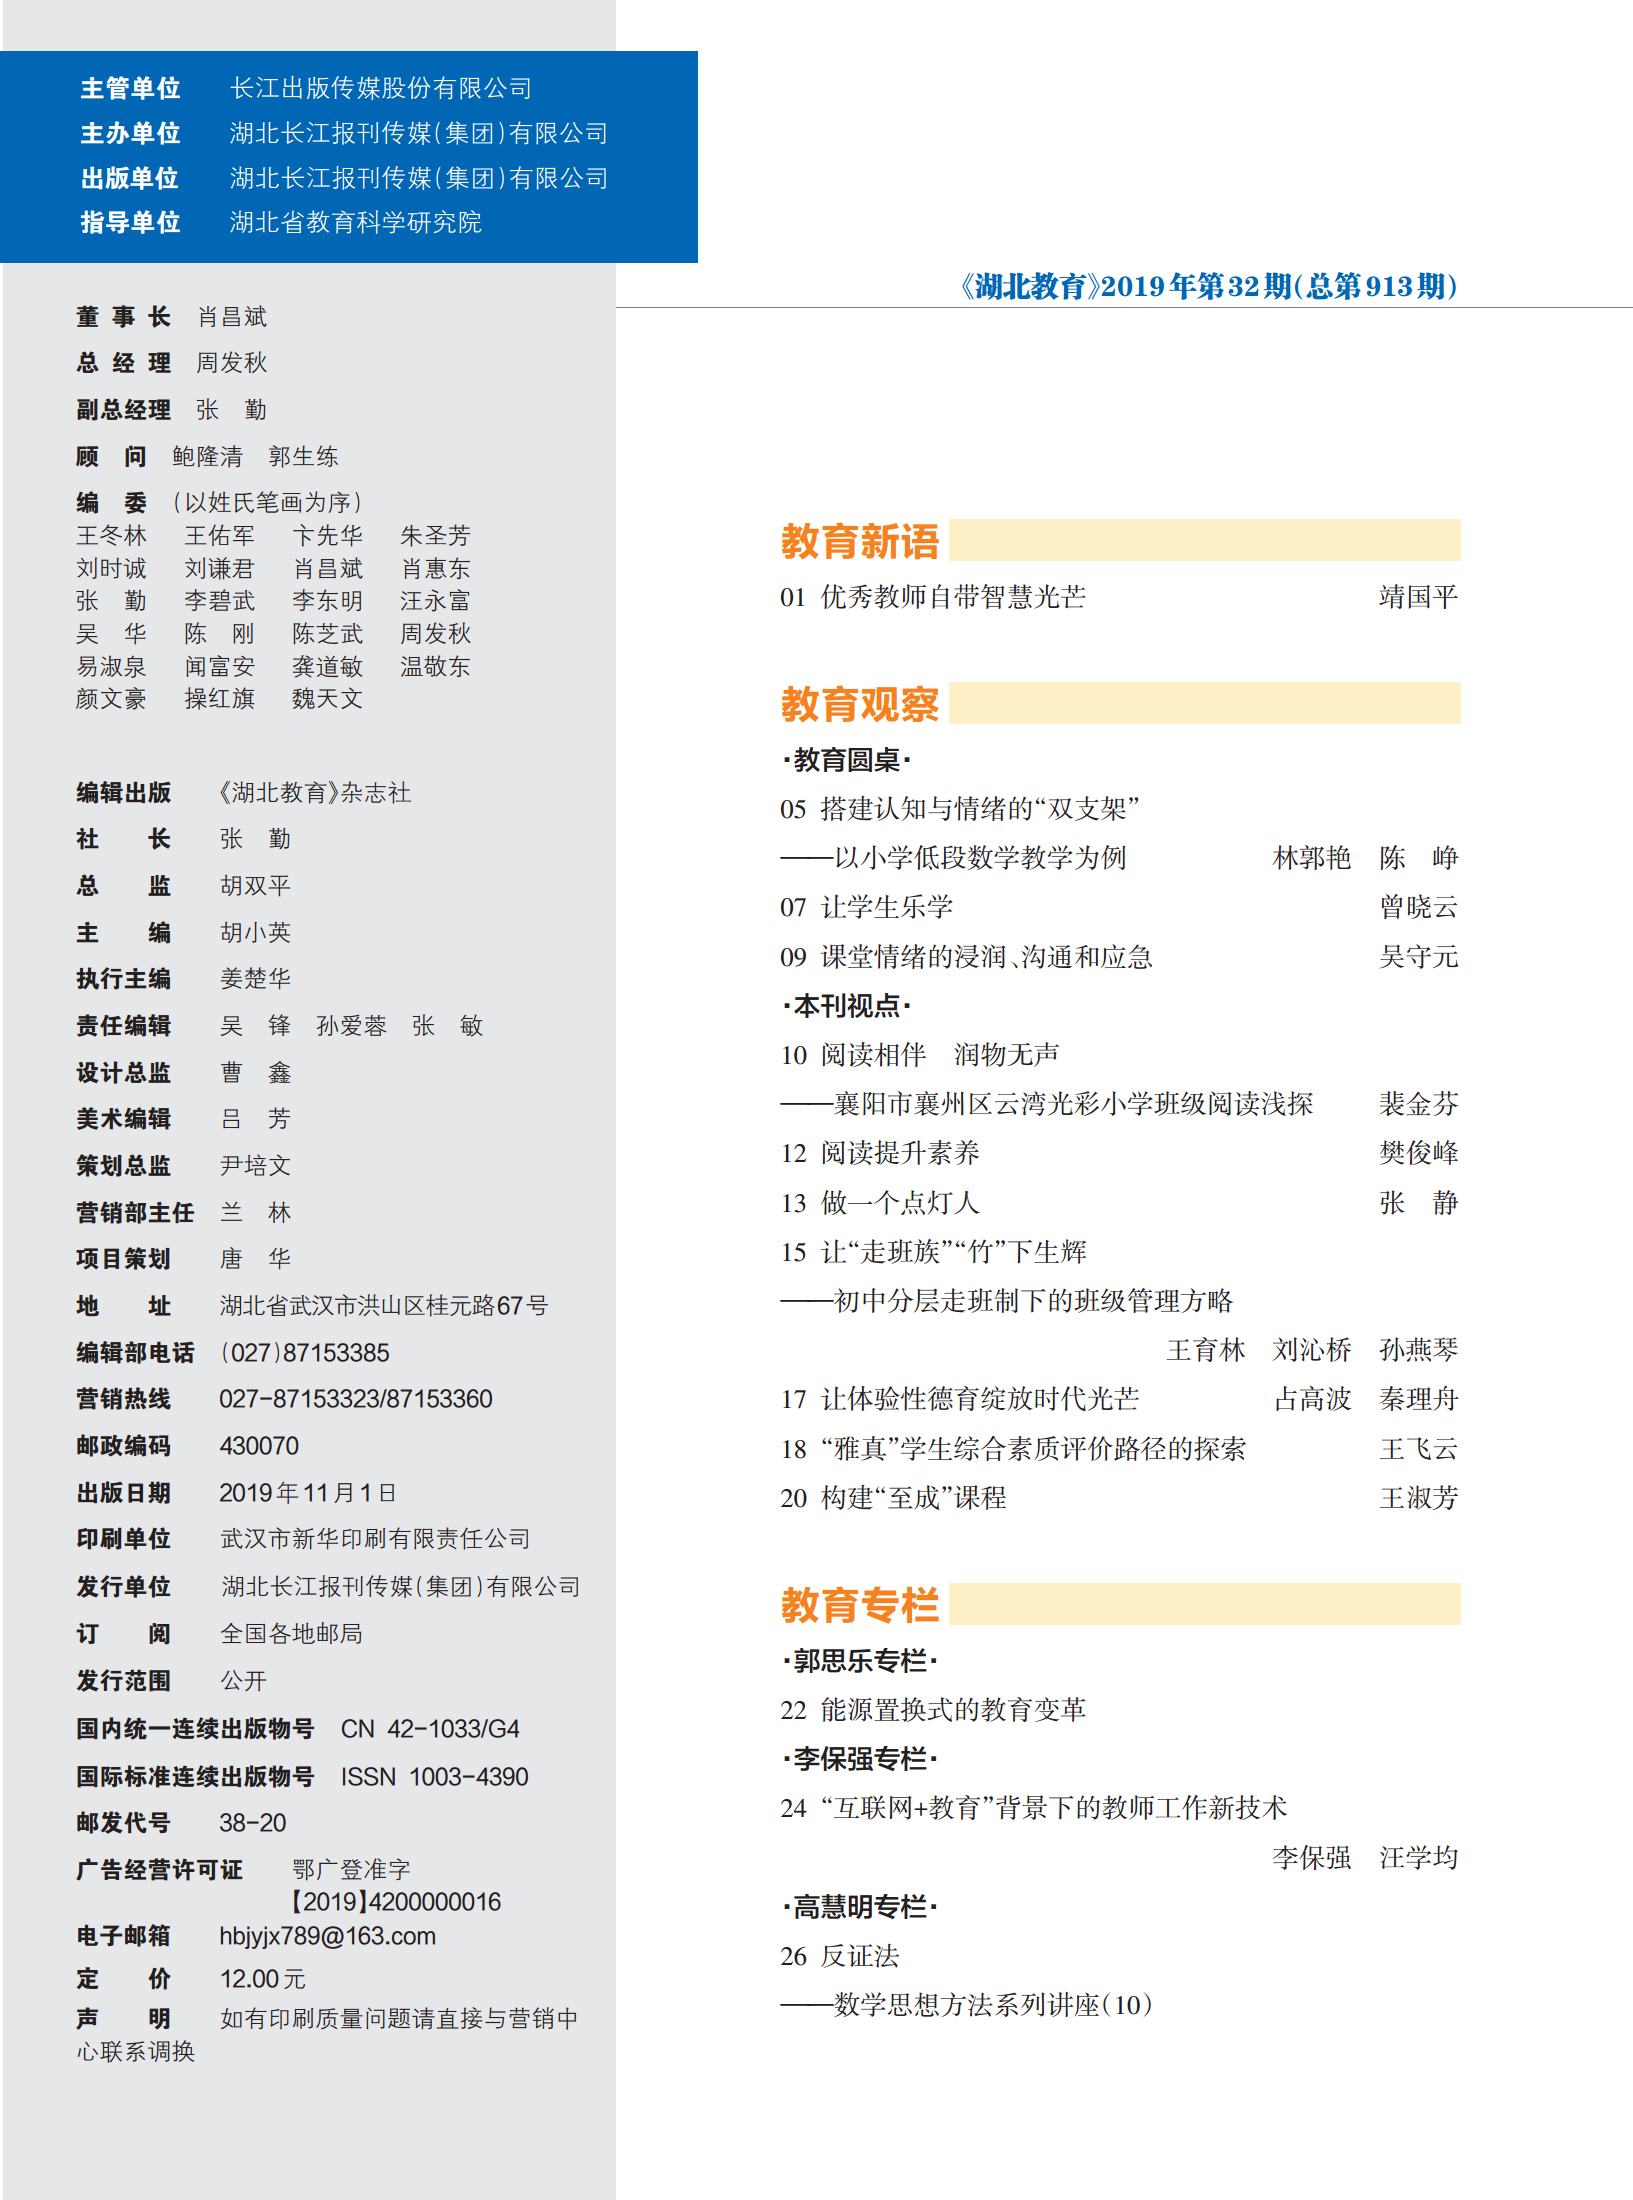 主管单位 长江出版传媒股份有限公司
主办单位 湖北长江报刊传媒(集团)有限公司
出版单位 湖北长江报刊传媒(集团)有限公司
指导单位 湖北省教育科学研究院
董事长 肖昌斌
总经理 周发秋
副总经理 张 勤
顾 问 鲍隆清 郭生练
编 委 (以姓氏笔画为序)
王冬林 王佑军 卞先华 朱圣芳
刘时诚 刘谦君 肖昌斌 肖惠东
张 勤 李碧武 李东明 汪永富
吴 华 陈 刚 陈芝武 周发秋
易淑泉 闻富安 龚道敏 温敬东
颜文豪 操红旗 魏天文
编辑出版 《湖北教育》杂志社
社 长 张 勤
总 监 胡双平
主 编 胡小英
执行主编 姜楚华
责任编辑 吴 锋 孙爱蓉 张 敏
设计总监 曹 鑫
美术编辑 吕 芳
策划总监 尹培文
营销部主任 兰 林
项目策划 唐 华
地 址 湖北省武汉市洪山区桂元路67号
编辑部电话 (027)87153385
营销热线 027-87153323/87153360
邮政编码 430070
出版日期 2019年11月1日
印刷单位 武汉市新华印刷有限责任公司
发行单位 湖北长江报刊传媒(集团)有限公司
订 阅 全国各地邮局
发行范围 公开
国内统一连续出版物号 CN 42-1033/G4
国际标准连续出版物号 ISSN 1003-4390
邮发代号 38-20
广告经营许可证 鄂广登准字
【2019】4200000016
电子邮箱 hbjyjx789@163.com
定 价 12.00元
声 明 如有印刷质量问题请直接与营销中
心联系调换
《湖北教育》2019年第32期(总第913期)
教育新语
01 优秀教师自带智慧光芒 靖国平
教育观察
·教育圆桌·
05 搭建认知与情绪的“双支架”
——以小学低段数学教学为例 林郭艳 陈 峥
07 让学生乐学 曾晓云
09 课堂情绪的浸润、沟通和应急 吴守元
·本刊视点·
10 阅读相伴 润物无声
——襄阳市襄州区云湾光彩小学班级阅读浅探 裴金芬
12 阅读提升素养 樊俊峰
13 做一个点灯人 张 静
15 让“走班族”“竹”下生辉
——初中分层走班制下的班级管理方略
王育林 刘沁桥 孙燕琴
17 让体验性德育绽放时代光芒 占高波 秦理舟
18 “雅真”学生综合素质评价路径的探索 王飞云
20 构建“至成”课程 王淑芳
教育专栏
·郭思乐专栏·
22 能源置换式的教育变革
·李保强专栏·
24 “互联网+教育”背景下的教师工作新技术
李保强 汪学均
·高慧明专栏·
26 反证法
——数学思想方法系列讲座(10)